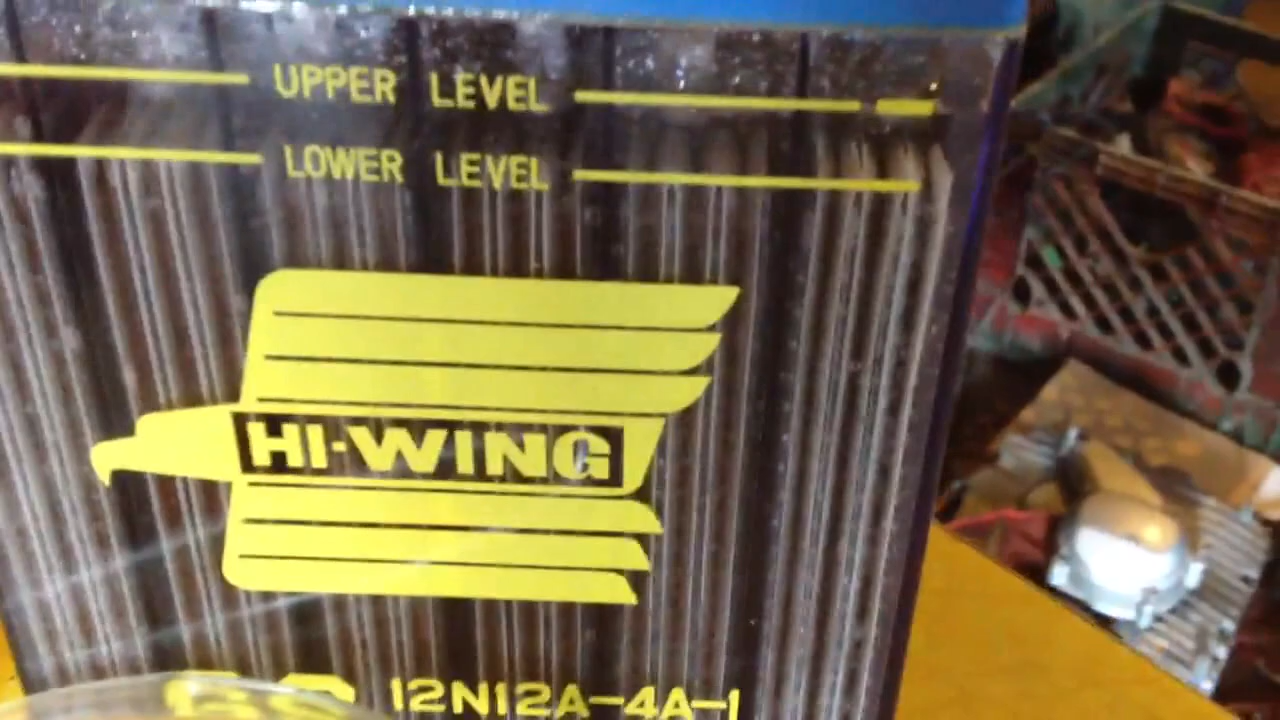 UPPER LEVEL
LOWER LEVEL
HI-WING
12N12A-4A-1